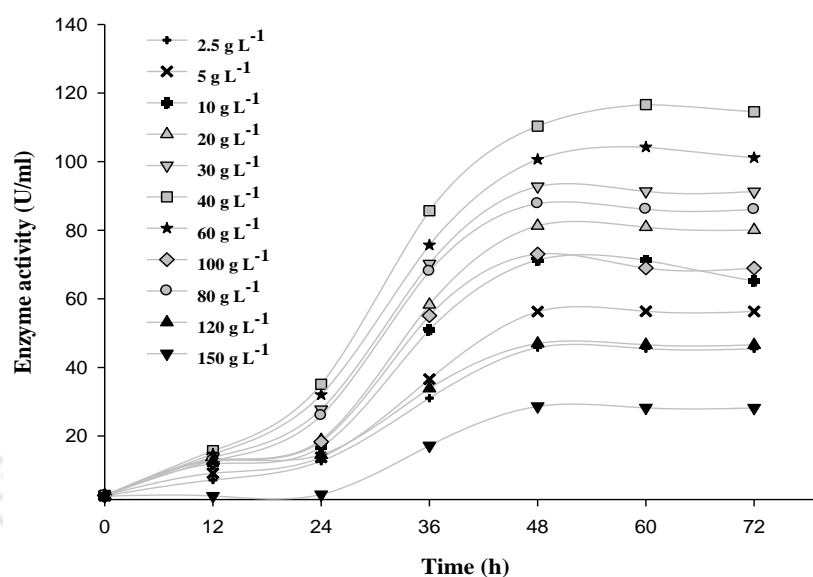 140
120
100
80
60
40
20
Enzyme activity (U/ml)
2.5 g L-1
5 g L-1
10 g L-1
20 g L-1
30 g L-1
40 g L-1
60 g L-1
100 g L-1
80 g L-1
120 g L-1
150 g L-1
0 12 24 36 48 60 72
Time (h)